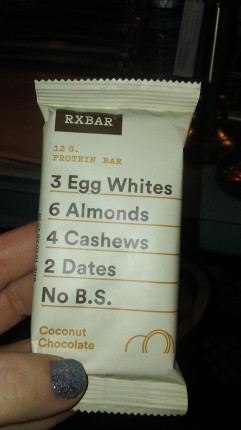 RXBAR
12 G.
PROTEIN BAR
3 Egg Whites
6 Almonds
4 Cashews
2 Dates
No B.S.
Coconut
Chocolate